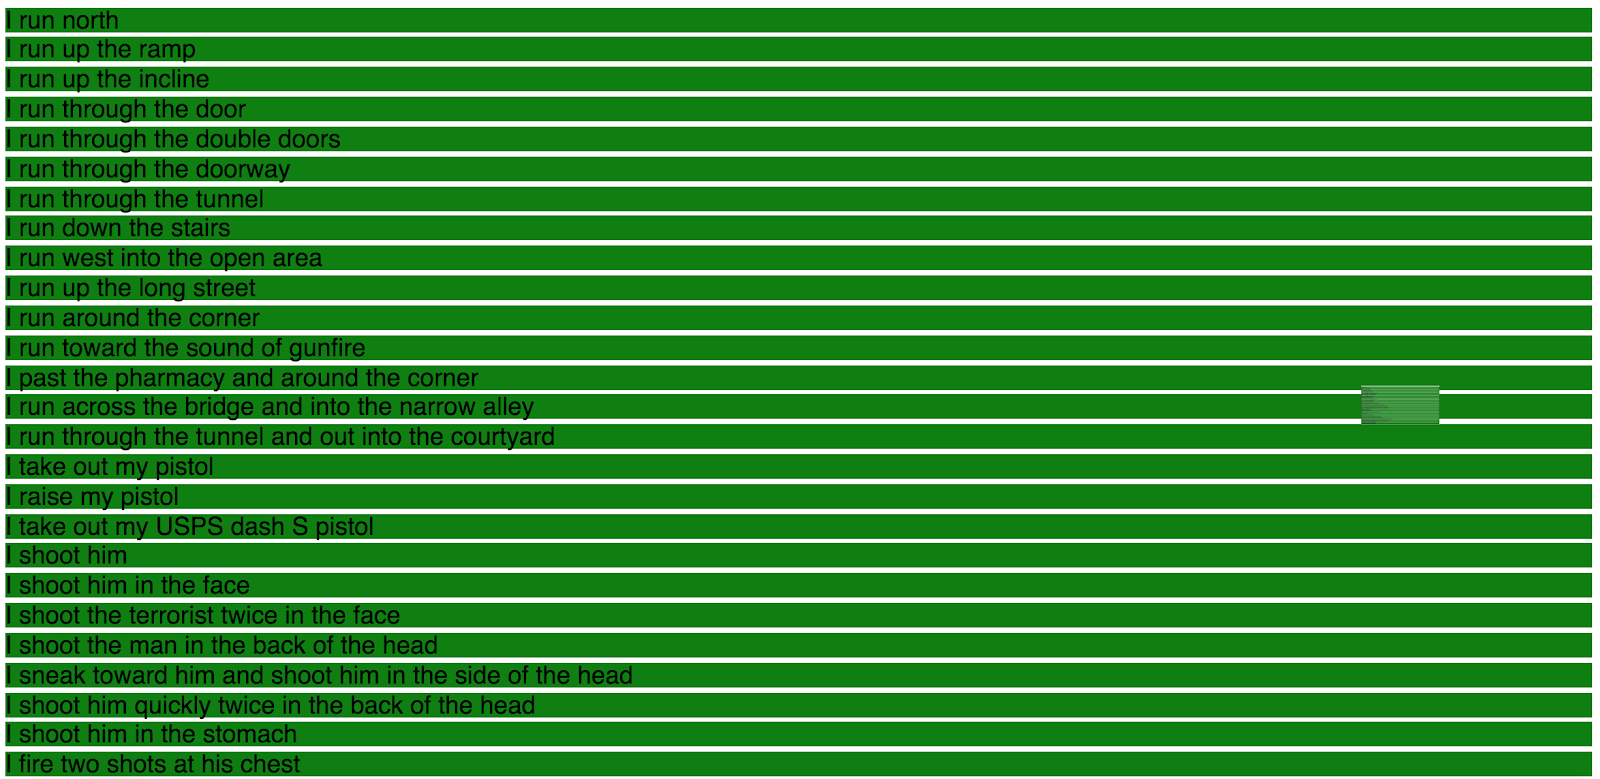 I run north
I run up the ramp
I run up the incline
I run through the door
I run through the double doors
I run through the doorway
I run through the tunnel
I run down the stairs
I run west into the open area
I run up the long street
I run around the corner
I run toward the sound of gunfire
I past the pharmacy and around the corner
I run across the bridge and into the narrow alley
I run through the tunnel and out into the courtyard
I take out my pistol
I raise my pistol
I take out my USPS dash S pistol
I shoot him
I shoot him in the face
I shoot the terrorist twice in the face
I shoot the man in the back of the head
I sneak toward him and shoot him in the side of the head
I shoot him quickly twice in the back of the head
I shoot him in the stomach
I fire two shots at his chest